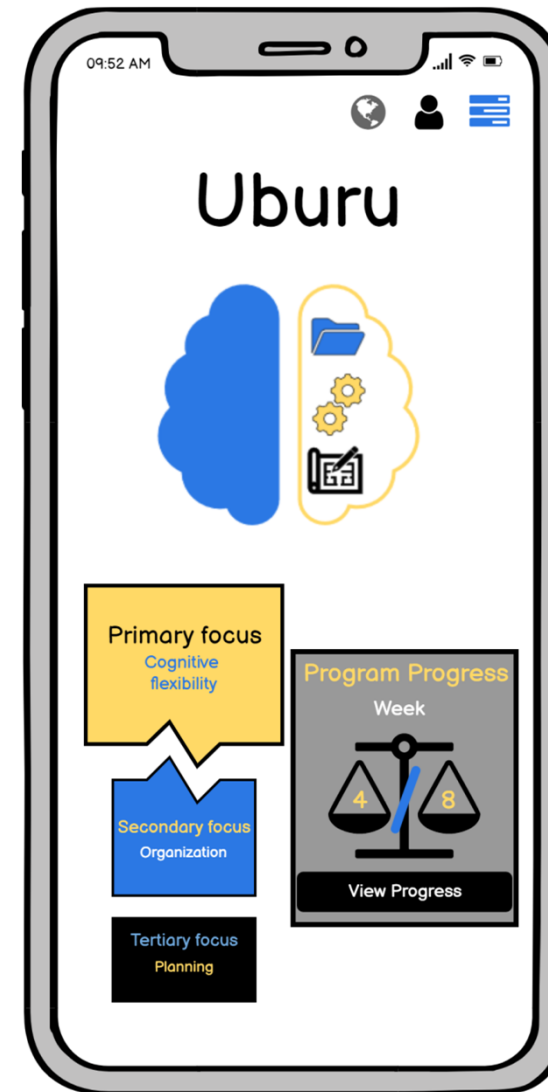 09:52 AM
Uburu
Primary focus
Cognitive
flexibility
Secondary focus
Organization
Tertiary focus
Planning
Program Progress
Week
4 / 8
View Progress